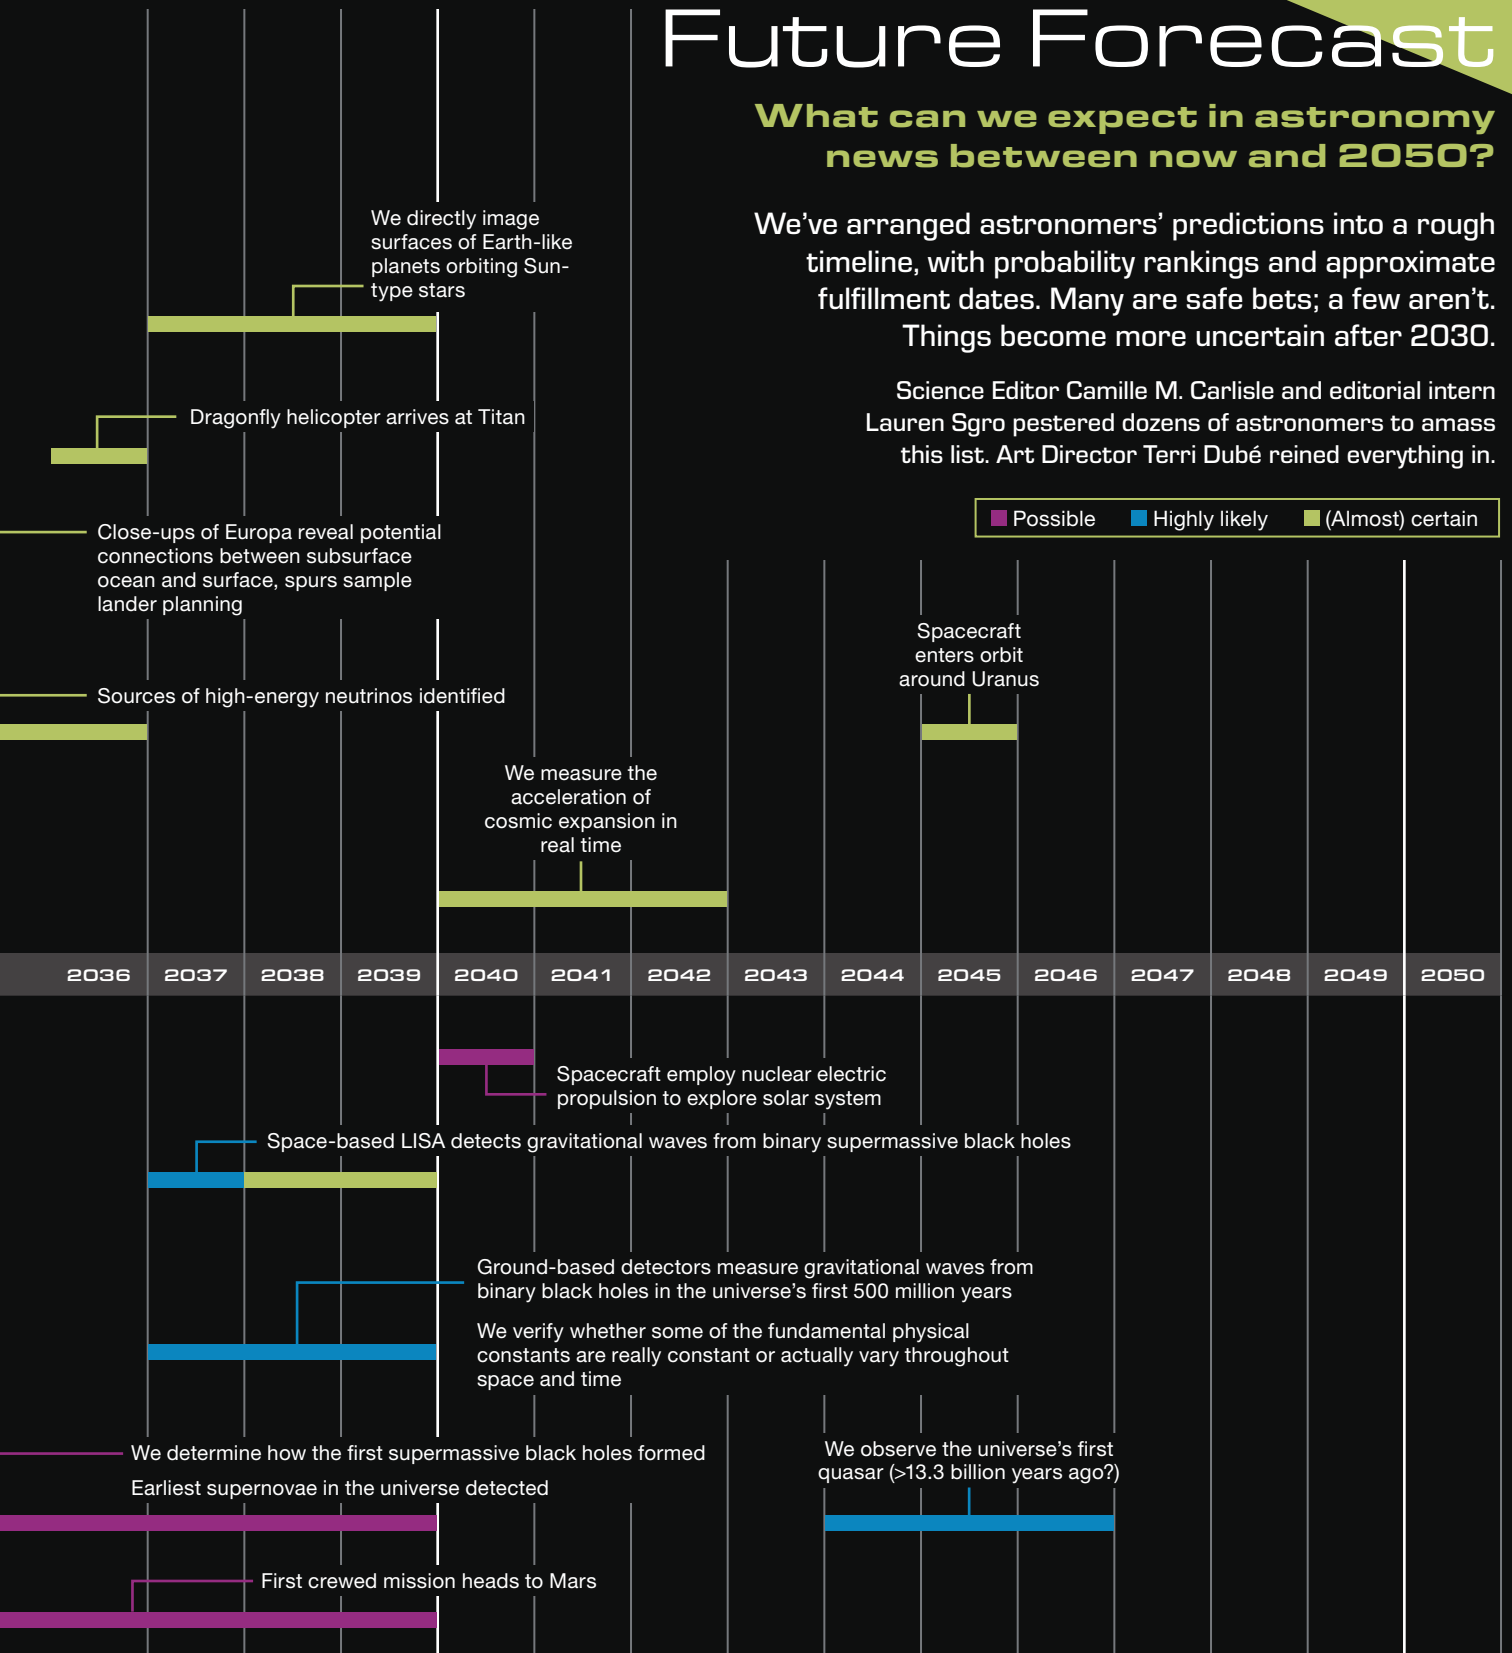 Future Forecast
What can we expect in astronomy
news between now and 2050?
We've arranged astronomers' predictions into a rough
timeline, with probability rankings and approximate
fulfillment dates. Many are safe bets; a few aren't.
Things become more uncertain after 2030.
Science Editor Camille M. Carlisle and editorial intern
Lauren Sgro pestered dozens of astronomers to amass
this list. Art Director Terri Dubé reined everything in.
Possible
Highly likely
(Almost) certain
We directly image
surfaces of Earth-like
planets orbiting Sun-
type stars
Dragonfly helicopter arrives at Titan
Close-ups of Europa reveal potential
connections between subsurface
ocean and surface, spurs sample
lander planning
Sources of high-energy neutrinos identified
Spacecraft
enters orbit
around Uranus
We measure the
acceleration of
cosmic expansion in
real time
2036 2037 2038 2039 2040 2041 2042 2043 2044 2045 2046 2047 2048 2049 2050
Spacecraft employ nuclear electric
propulsion to explore solar system
Space-based LISA detects gravitational waves from binary supermassive black holes
Ground-based detectors measure gravitational waves from
binary black holes in the universe's first 500 million years
We verify whether some of the fundamental physical
constants are really constant or actually vary throughout
space and time
We determine how the first supermassive black holes formed
Earliest supernovae in the universe detected
We observe the universe's first
quasar (>13.3 billion years ago?)
First crewed mission heads to Mars